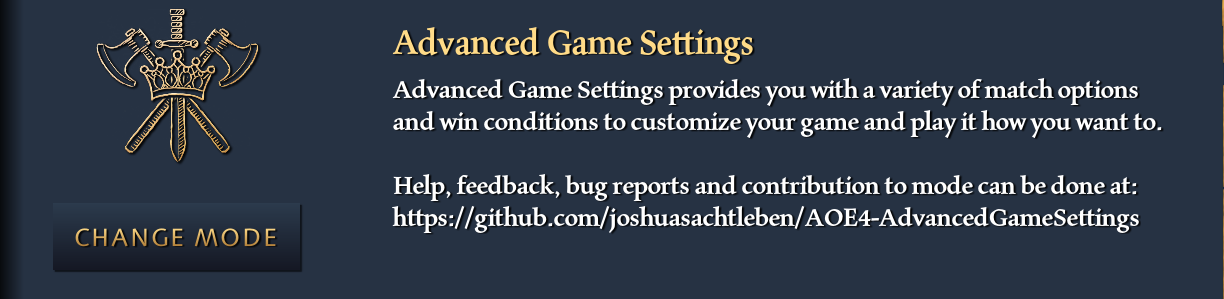 Advanced Game Settings
Advanced Game Settings provides you with a variety of match options
and win conditions to customize your game and play it how you want to.
Help, feedback, bug reports and contribution to mode can be done at:
https://github.com/joshuasachtleben/AOE4-AdvancedGameSettings
CHANGE MODE